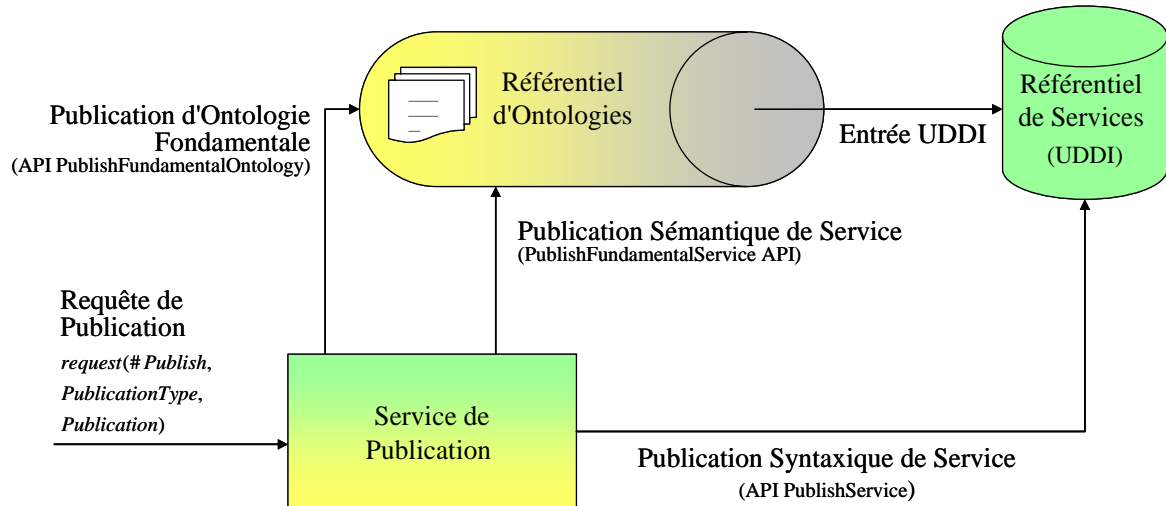 Publication d'Ontologie
Fondamentale
(API PublishFundamentalOntology)
Référentiel
d'Ontologies
Entrée UDDI
Référentiel
de Services
(UDDI)
Publication Sémantique de Service
(PublishFundamentalService API)
Requête de
Publication
request(# Publish,
PublicationType,
Publication)
Service de
Publication
Publication Syntaxique de Service
(API PublishService)